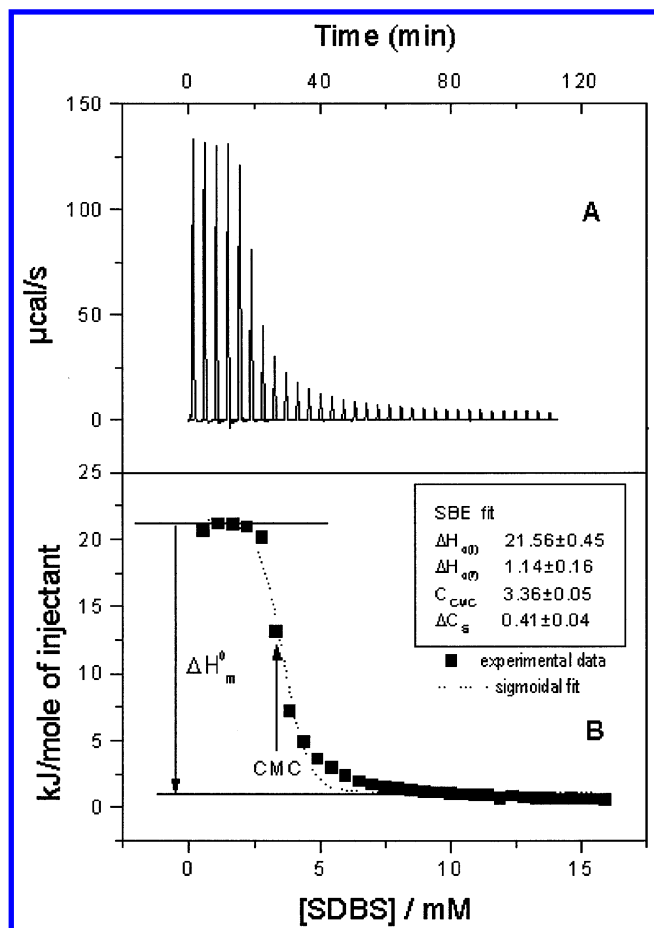 Time (min)
0 40 80 120
150
100
50
0
µcal/s
A
25
20
15
10
5
0
kJ/mole of injectant
SBE fit
ΔH o(i) 21.56±0.45
ΔH o(f) 1.14±0.16
C CMC 3.36±0.05
ΔC S 0.41±0.04
experimental data
sigmoidal fit
ΔH⁰m
CMC
B
0 5 10 15
[SDBS] / mM